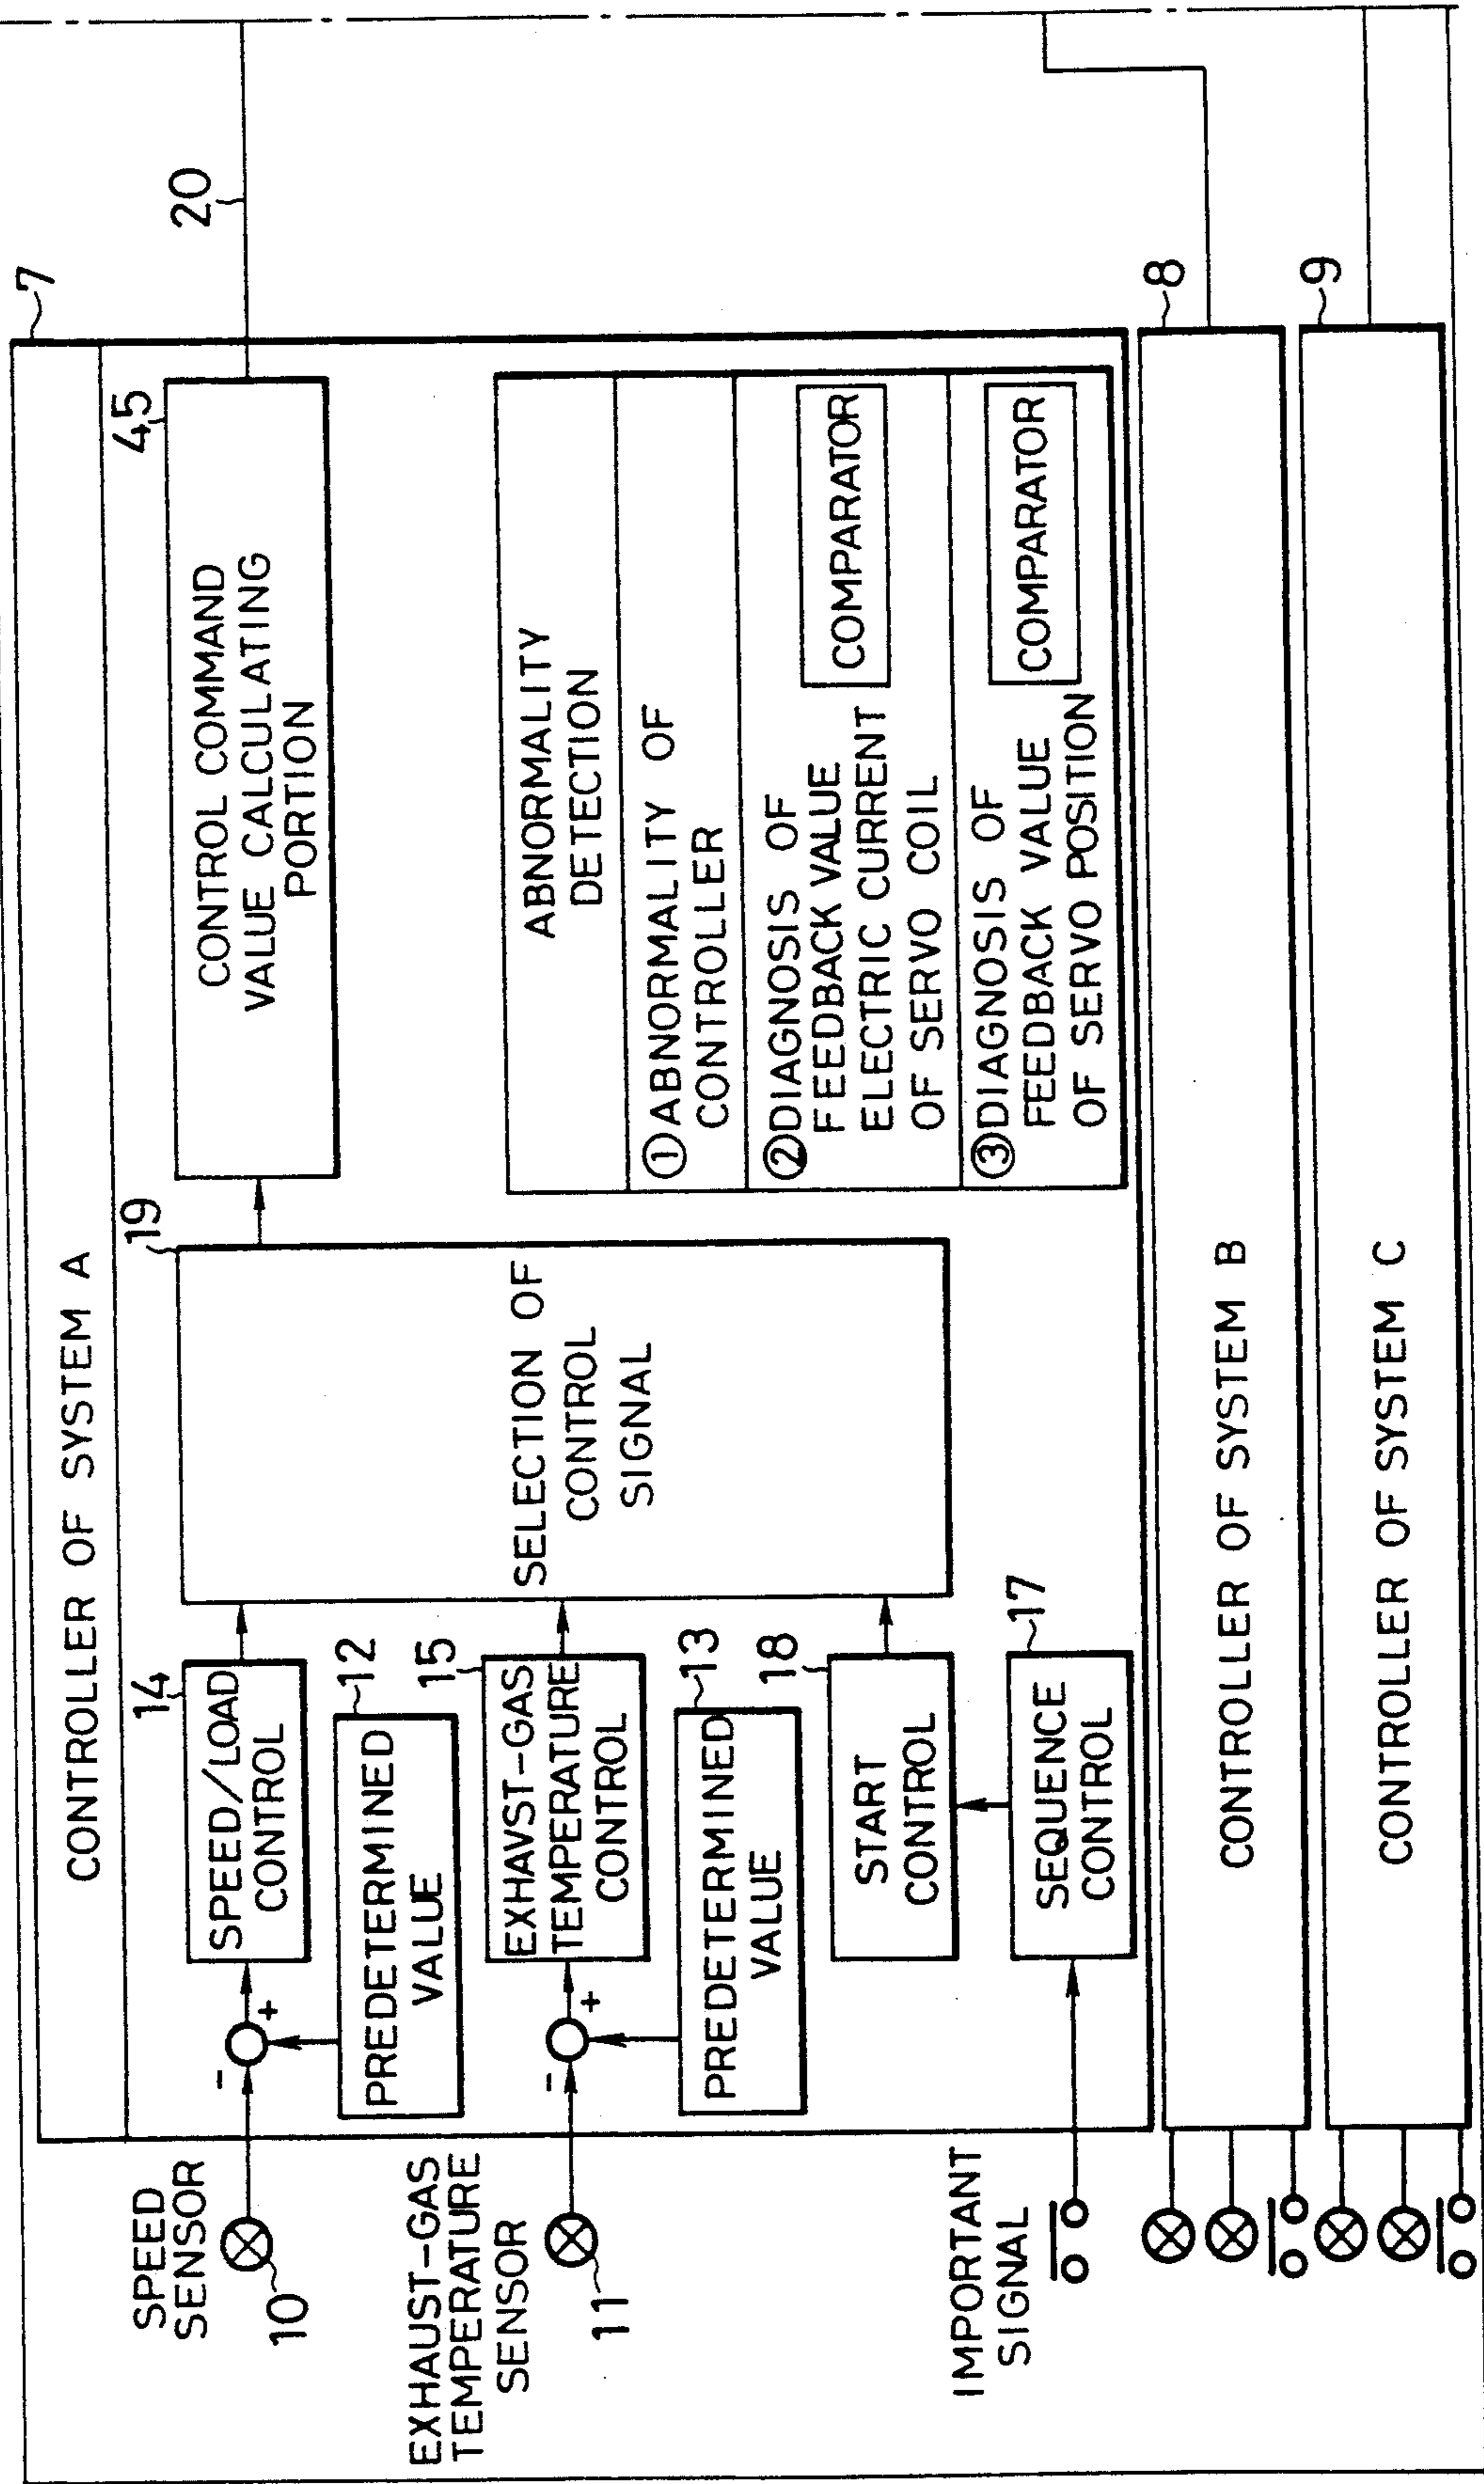 CONTROLLER OF SYSTEM A
7
SPEED
SENSOR
10
14
SPEED/LOAD
CONTROL
12
PREDETERMINED
VALUE
EXHAUST-GAS
TEMPERATURE
SENSOR
11
15
EXHAVST-GAS
TEMPERATURE
CONTROL
13
PREDETERMINED
VALUE
18
START
CONTROL
IMPORTANT
SIGNAL
17
SEQUENCE
CONTROL
19
SELECTION OF
CONTROL
SIGNAL
45
CONTROL COMMAND
VALUE CALCULATING
PORTION
20
ABNORMALITY
DETECTION
①ABNORMALITY OF
CONTROLLER
②DIAGNOSIS OF
FEEDBACK VALUE
ELECTRIC CURRENT
OF SERVO COIL
COMPARATOR
③DIAGNOSIS OF
FEEDBACK VALUE
OF SERVO POSITION
COMPARATOR
8
CONTROLLER OF SYSTEM B
9
CONTROLLER OF SYSTEM C
- +
- +